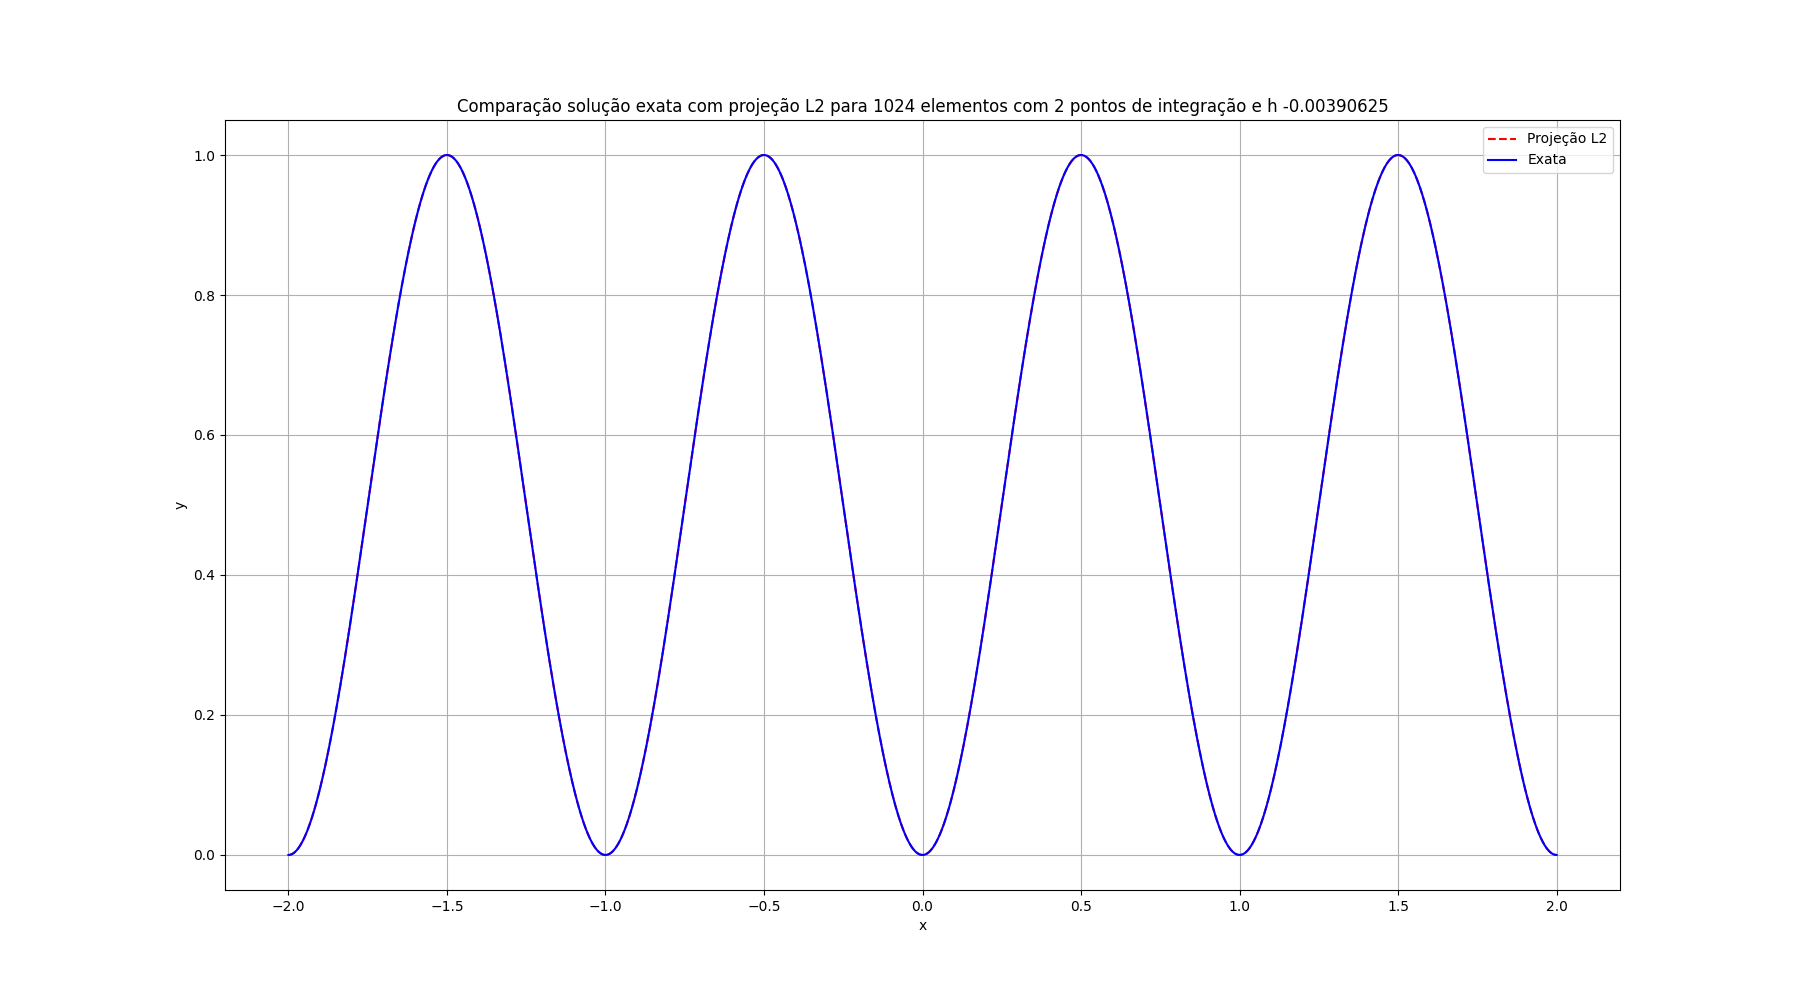 Comparação solução exata com projeção L2 para 1024 elementos com 2 pontos de integração e h -0.00390625
Projeção L2
Exata
1.0
0.8
0.6
0.4
0.2
0.0
y
−2.0 −1.5 −1.0 −0.5 0.0 0.5 1.0 1.5 2.0
x